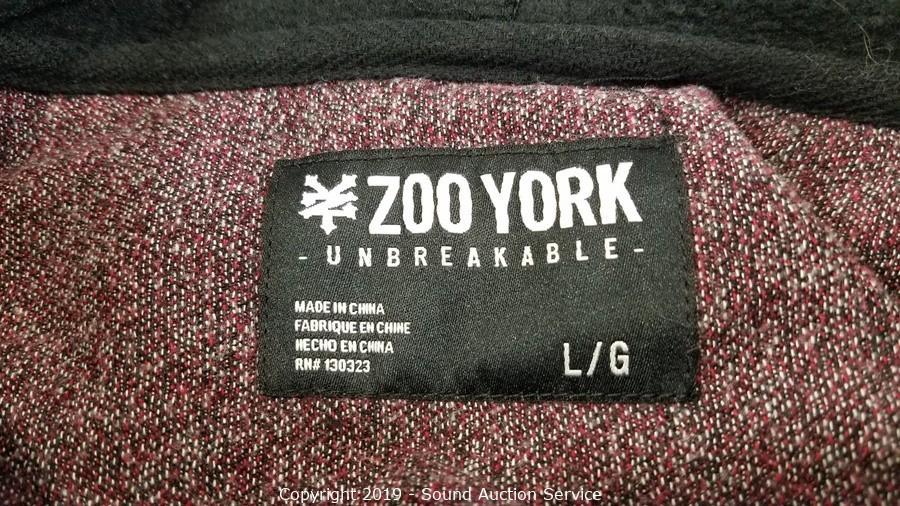 ZOO YORK
- UNBREAKABLE -
MADE IN CHINA
FABRIQUE EN CHINE
HECHO EN CHINA
RN# 130323
L/G
Copyright 2019 - Sound Auction Service